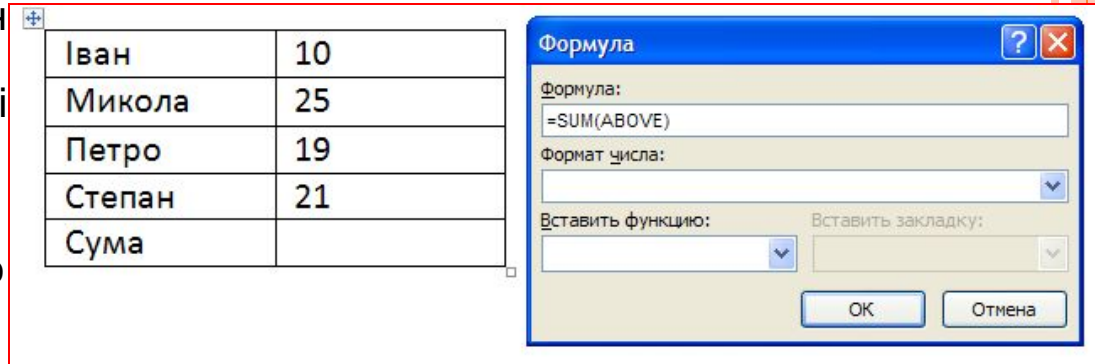 н
і
о
Іван 10
Микола 25
Петро 19
Степан 21
Сума
Формула
Формула:
=SUM(ABOVE)
Формат числа:
Вставить функцию: Вставить закладку:
ОК Отмена